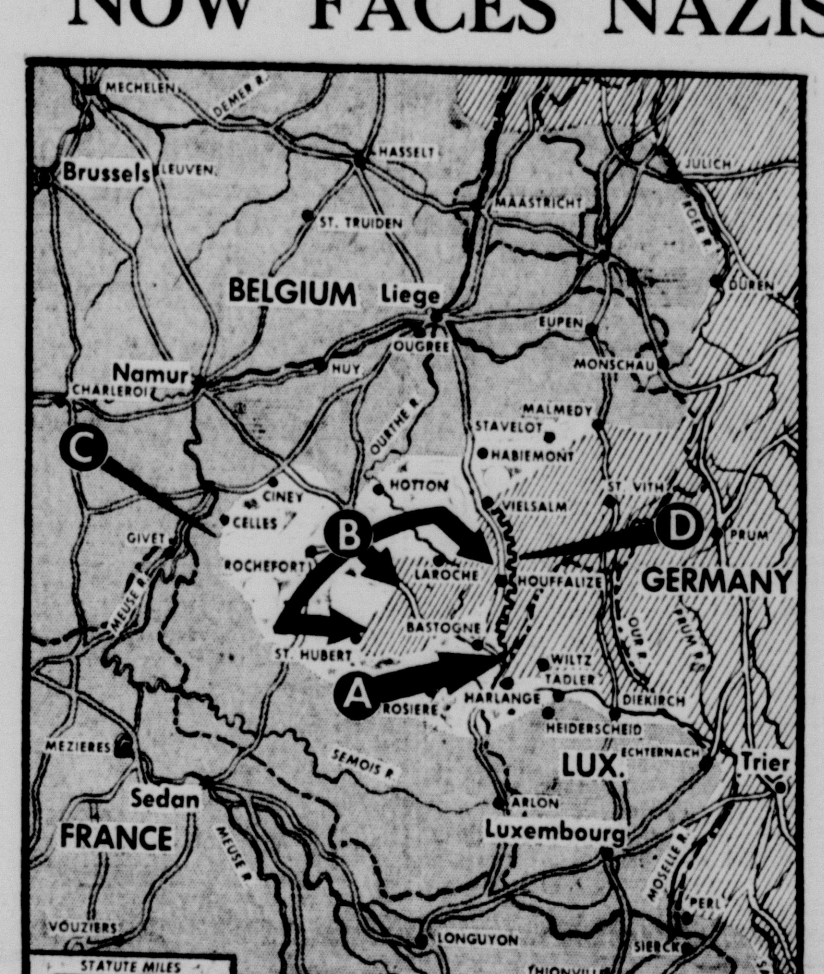 NOW FACES NAZIS
MECHELEN
DEMER R.
HASSELT
JULICH
Brussels
LEUVEN
MAASTRICHT
ROER R.
ST. TRUIDEN
DUREN
BELGIUM
Liege
EUPEN
OUGREE
HUY
MONSCHAU
Namur
CHARLEROI
OURTHE R.
MALMEDY
STAVELOT
C
HABIEMONT
HOTTON
ST. VITH
CINEY
VIELSALM
CELLES
B
D
PRUM
GIVET
ROCHEFORT
LAROCHE
HOUFFALIZE
GERMANY
MEUSE R.
BASTOGNE
OUR R.
PRUM R.
ST. HUBERT
WILTZ
TADLER
A
ROSIERE
HARLANGE
DIEKIRCH
HEIDERSCHEID
MEZIERES
SEMOIS R.
LUX.
ECHTERNACH
Trier
Sedan
ARLON
FRANCE
Luxembourg
MEUSE R.
MOSELLE R.
PERL
VOUZIERS
LONGUYON
SIERCK
STATUTE MILES
THIONVILLE